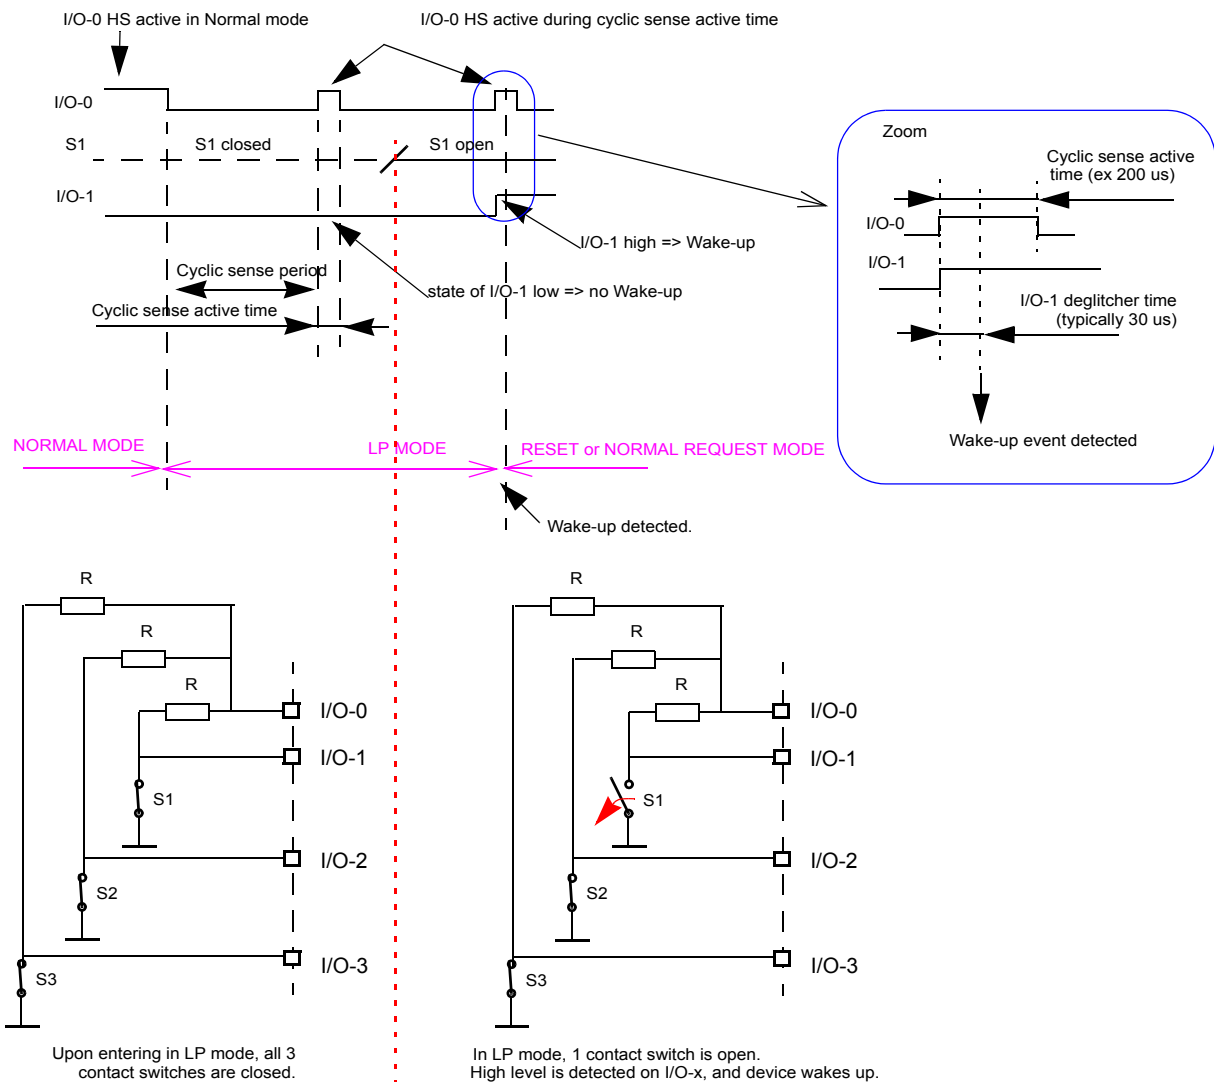 I/O-0 HS active in Normal mode
I/O-0 HS active during cyclic sense active time
I/O-0
S1
S1 closed
S1 open
I/O-1
I/O-1 high => Wake-up
Cyclic sense period
state of I/O-1 low => no Wake-up
Cyclic sense active time
Zoom
Cyclic sense active
time (ex 200 us)
I/O-0
I/O-1
I/O-1 deglitcher time
(typically 30 us)
Wake-up event detected
NORMAL MODE
LP MODE
RESET or NORMAL REQUEST MODE
Wake-up detected.
R
R
R
I/O-0
I/O-1
S1
I/O-2
S2
I/O-3
S3
Upon entering in LP mode, all 3
contact switches are closed.
R
R
R
I/O-0
I/O-1
S1
I/O-2
S2
I/O-3
S3
In LP mode, 1 contact switch is open.
High level is detected on I/O-x, and device wakes up.